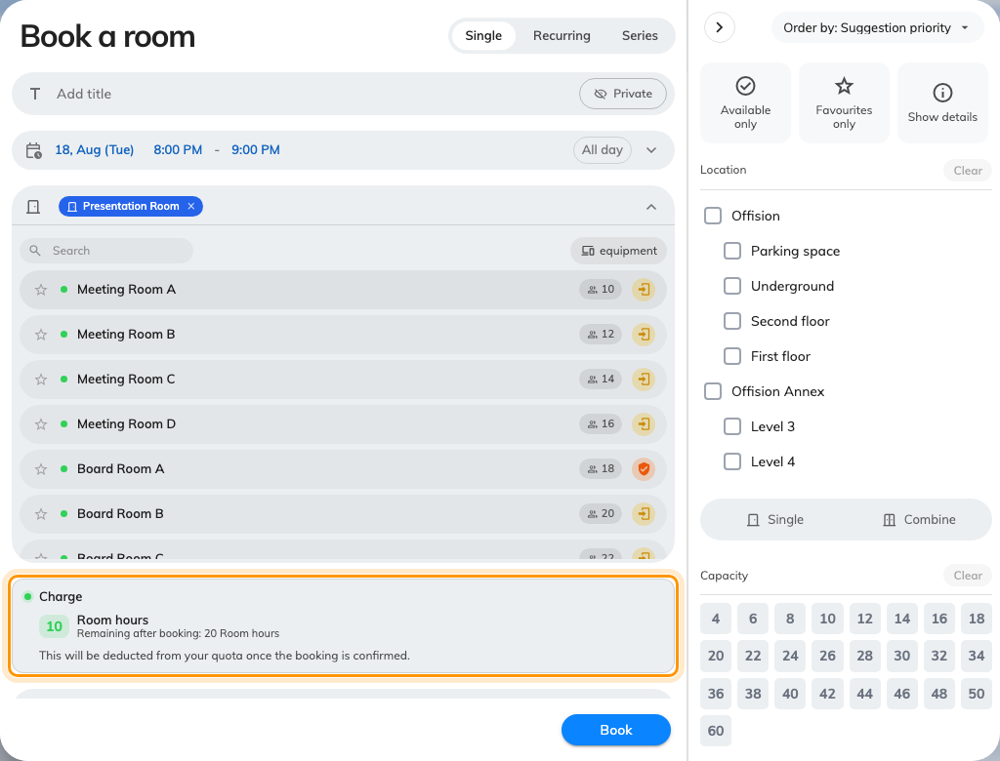 Book a room
Single Recurring Series
Add title
Private
18, Aug (Tue) 8:00 PM - 9:00 PM
All day
Presentation Room ×
Search
equipment
Meeting Room A 10
Meeting Room B 12
Meeting Room C 14
Meeting Room D 16
Board Room A 18
Board Room B 20
Board Room C 22
Charge
10 Room hours
Remaining after booking: 20 Room hours
This will be deducted from your quota once the booking is confirmed.
Book
Order by: Suggestion priority
Available
only
Favourites
only
Show details
Location Clear
Offision
Parking space
Underground
Second floor
First floor
Offision Annex
Level 3
Level 4
Single Combine
Capacity Clear
4 6 8 10 12 14 16 18
20 22 24 26 28 30 32 34
36 38 40 42 44 46 48 50
60